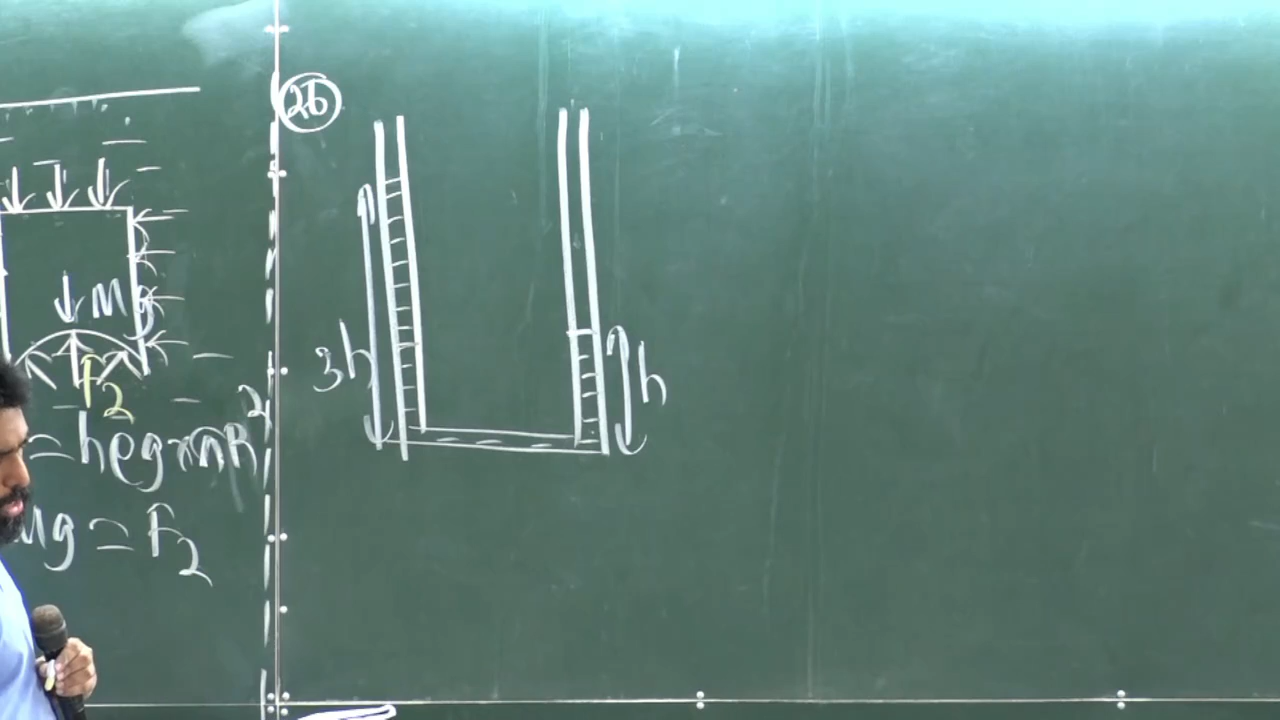 Mg
F₂
= hρg × πR²
Mg = F₂
26
3h
h